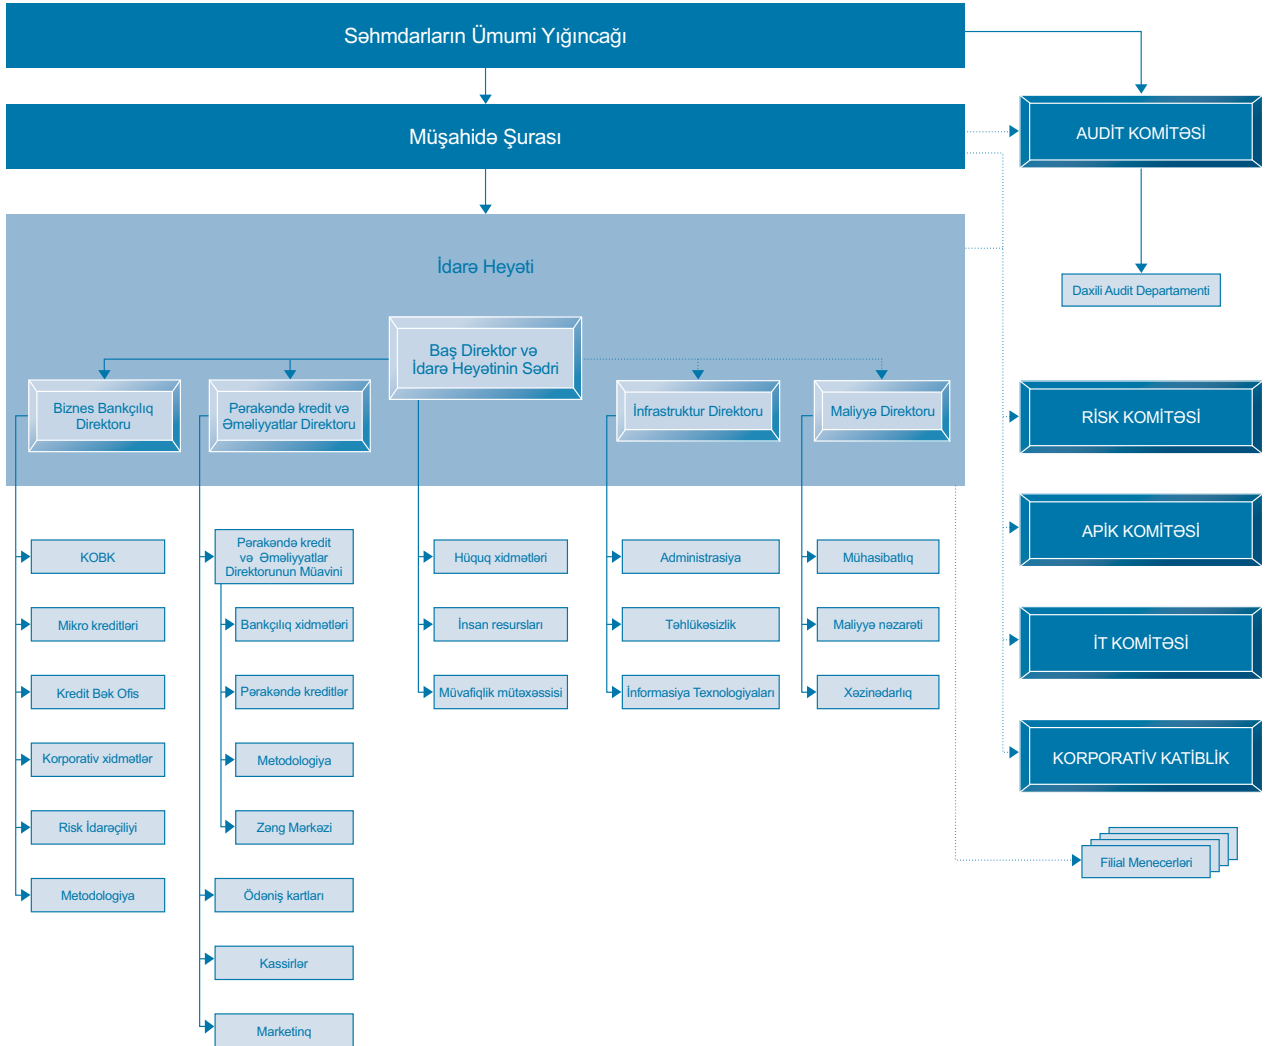 Səhmdarların Ümumi Yığıncağı
Müşahidə Şurası
AUDİT KOMİTƏSİ
İdarə Heyəti
Daxili Audit Departamenti
Baş Direktor və
İdarə Heyətinin Sədri
Biznes Bankçılıq
Direktoru
Pərakəndə kredit və
Əməliyyatlar Direktoru
İnfrastruktur Direktoru
Maliyyə Direktoru
RİSK KOMİTƏSİ
APİK KOMİTƏSİ
İT KOMİTƏSİ
KORPORATİV KATİBLİK
Filial Menecerləri
KOBK
Mikro kreditləri
Kredit Bək Ofis
Korporativ xidmətlər
Risk İdarəçiliyi
Metodologiya
Pərakəndə kredit
və Əməliyyatlar
Direktorunun Müavini
Bankçılıq xidmətləri
Pərakəndə kreditlər
Metodologiya
Zəng Mərkəzi
Ödəniş kartları
Kassirlər
Marketinq
Hüquq xidmətləri
İnsan resursları
Müvafiqlik mütəxəssisi
Administrasiya
Təhlükəsizlik
İnformasiya Texnologiyaları
Mühasibatlıq
Maliyyə nəzarəti
Xəzinədarlıq